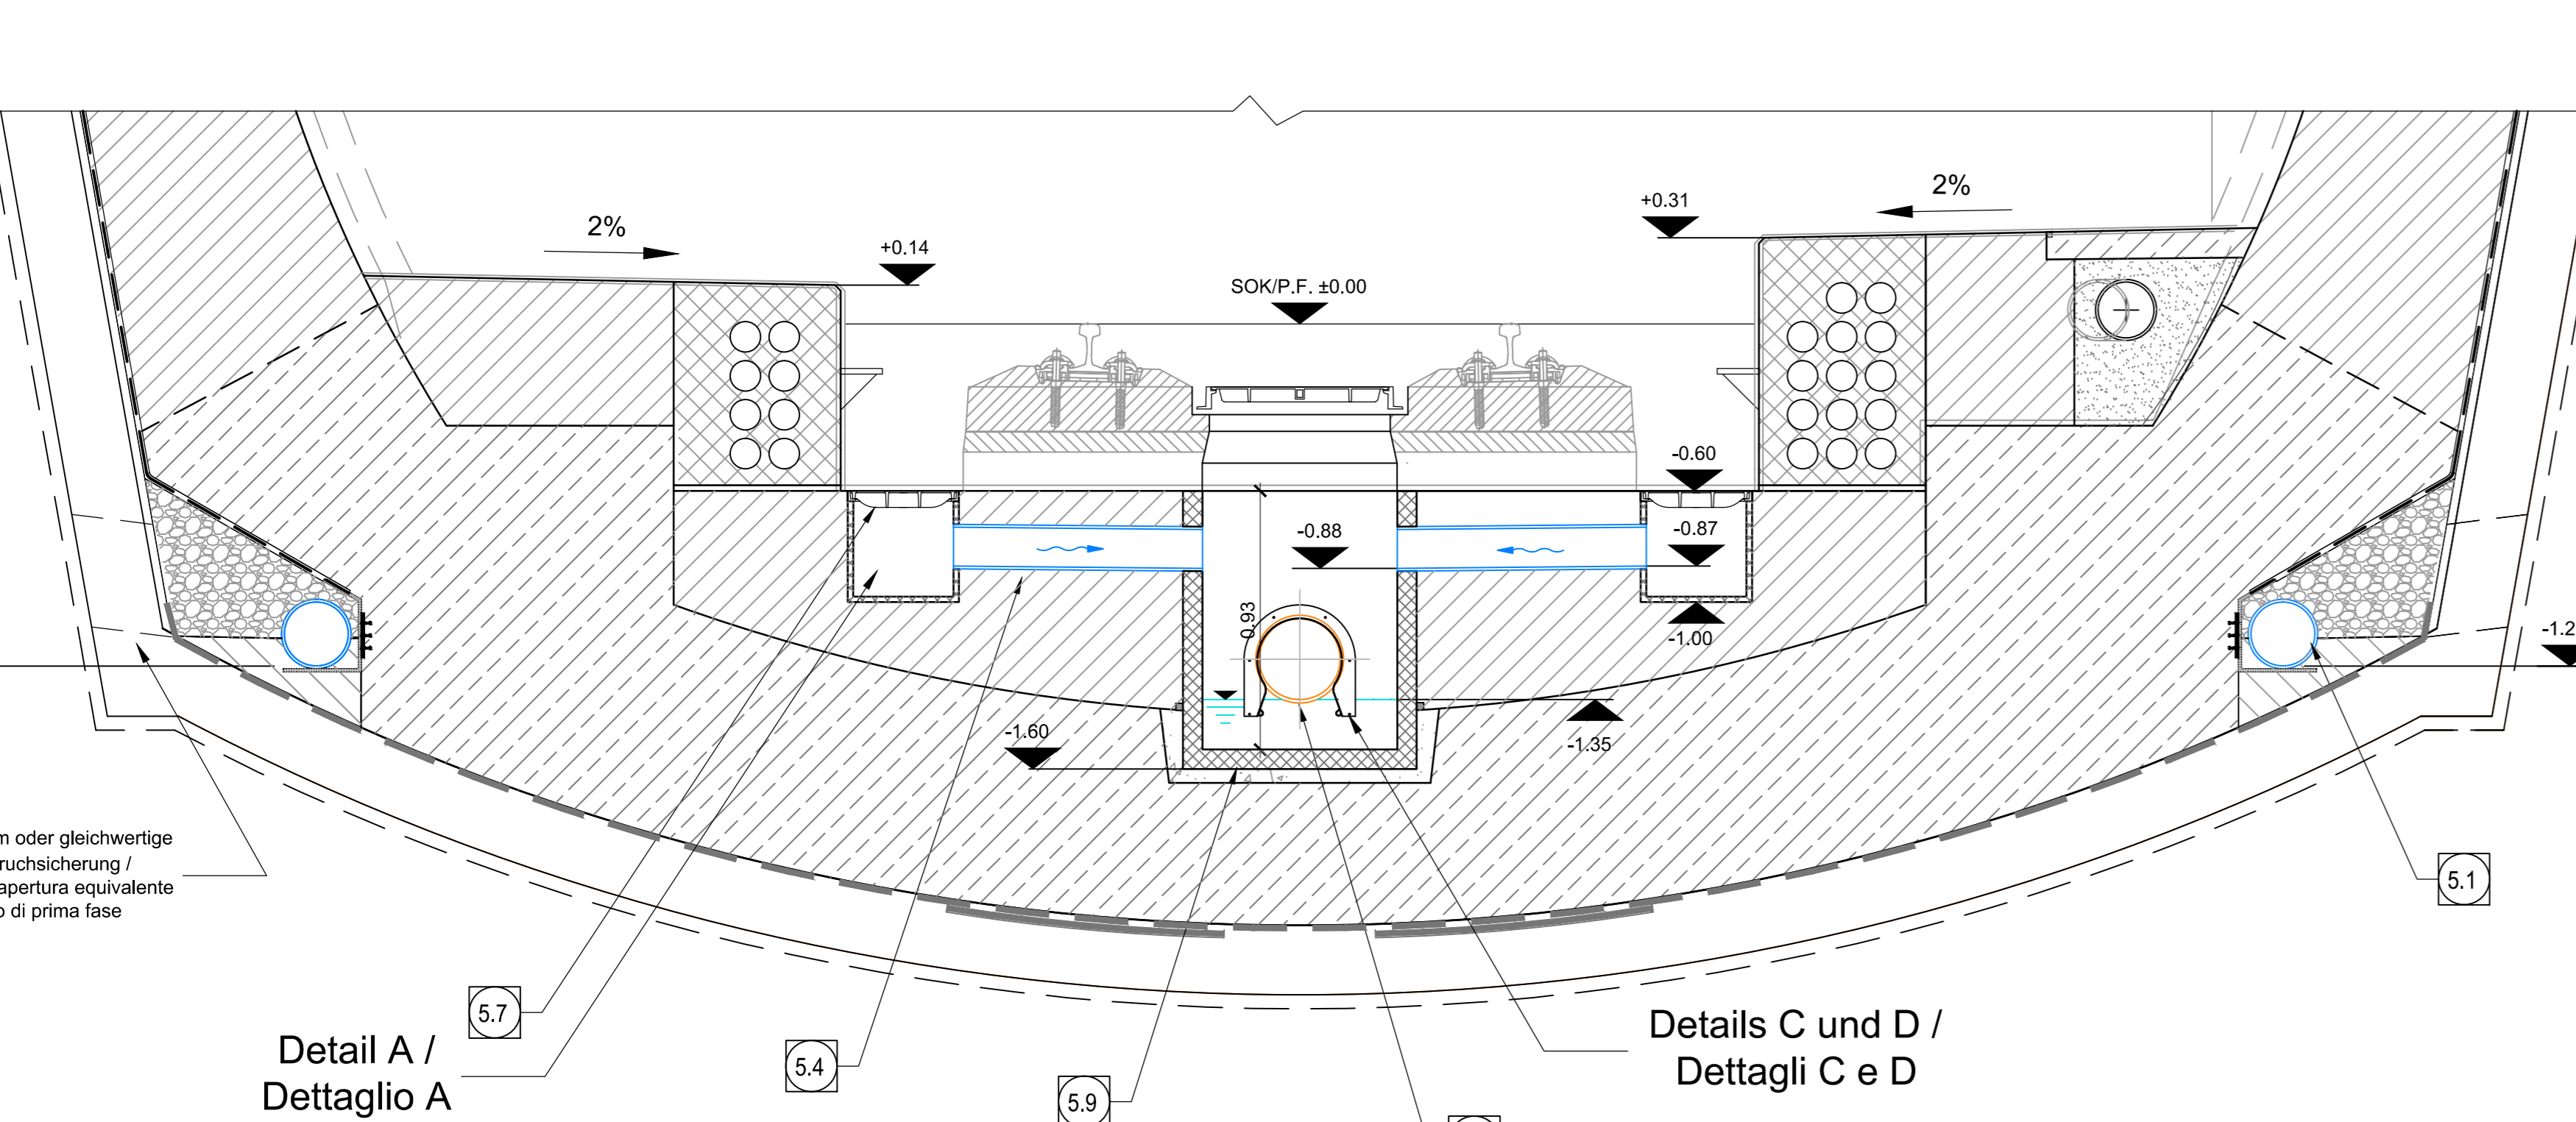 2%
+0.31
2%
+0.14
SOK/P.F. ±0.00
-0.60
-0.88
-0.87
0.93
-1.00
-1.2
-1.60
-1.35
oder gleichwertige
ruchsicherung /
apertura equivalente
di prima fase
5.1
5.7
Details C und D /
Dettagli C e D
Detail A /
Dettaglio A
5.4
5.9